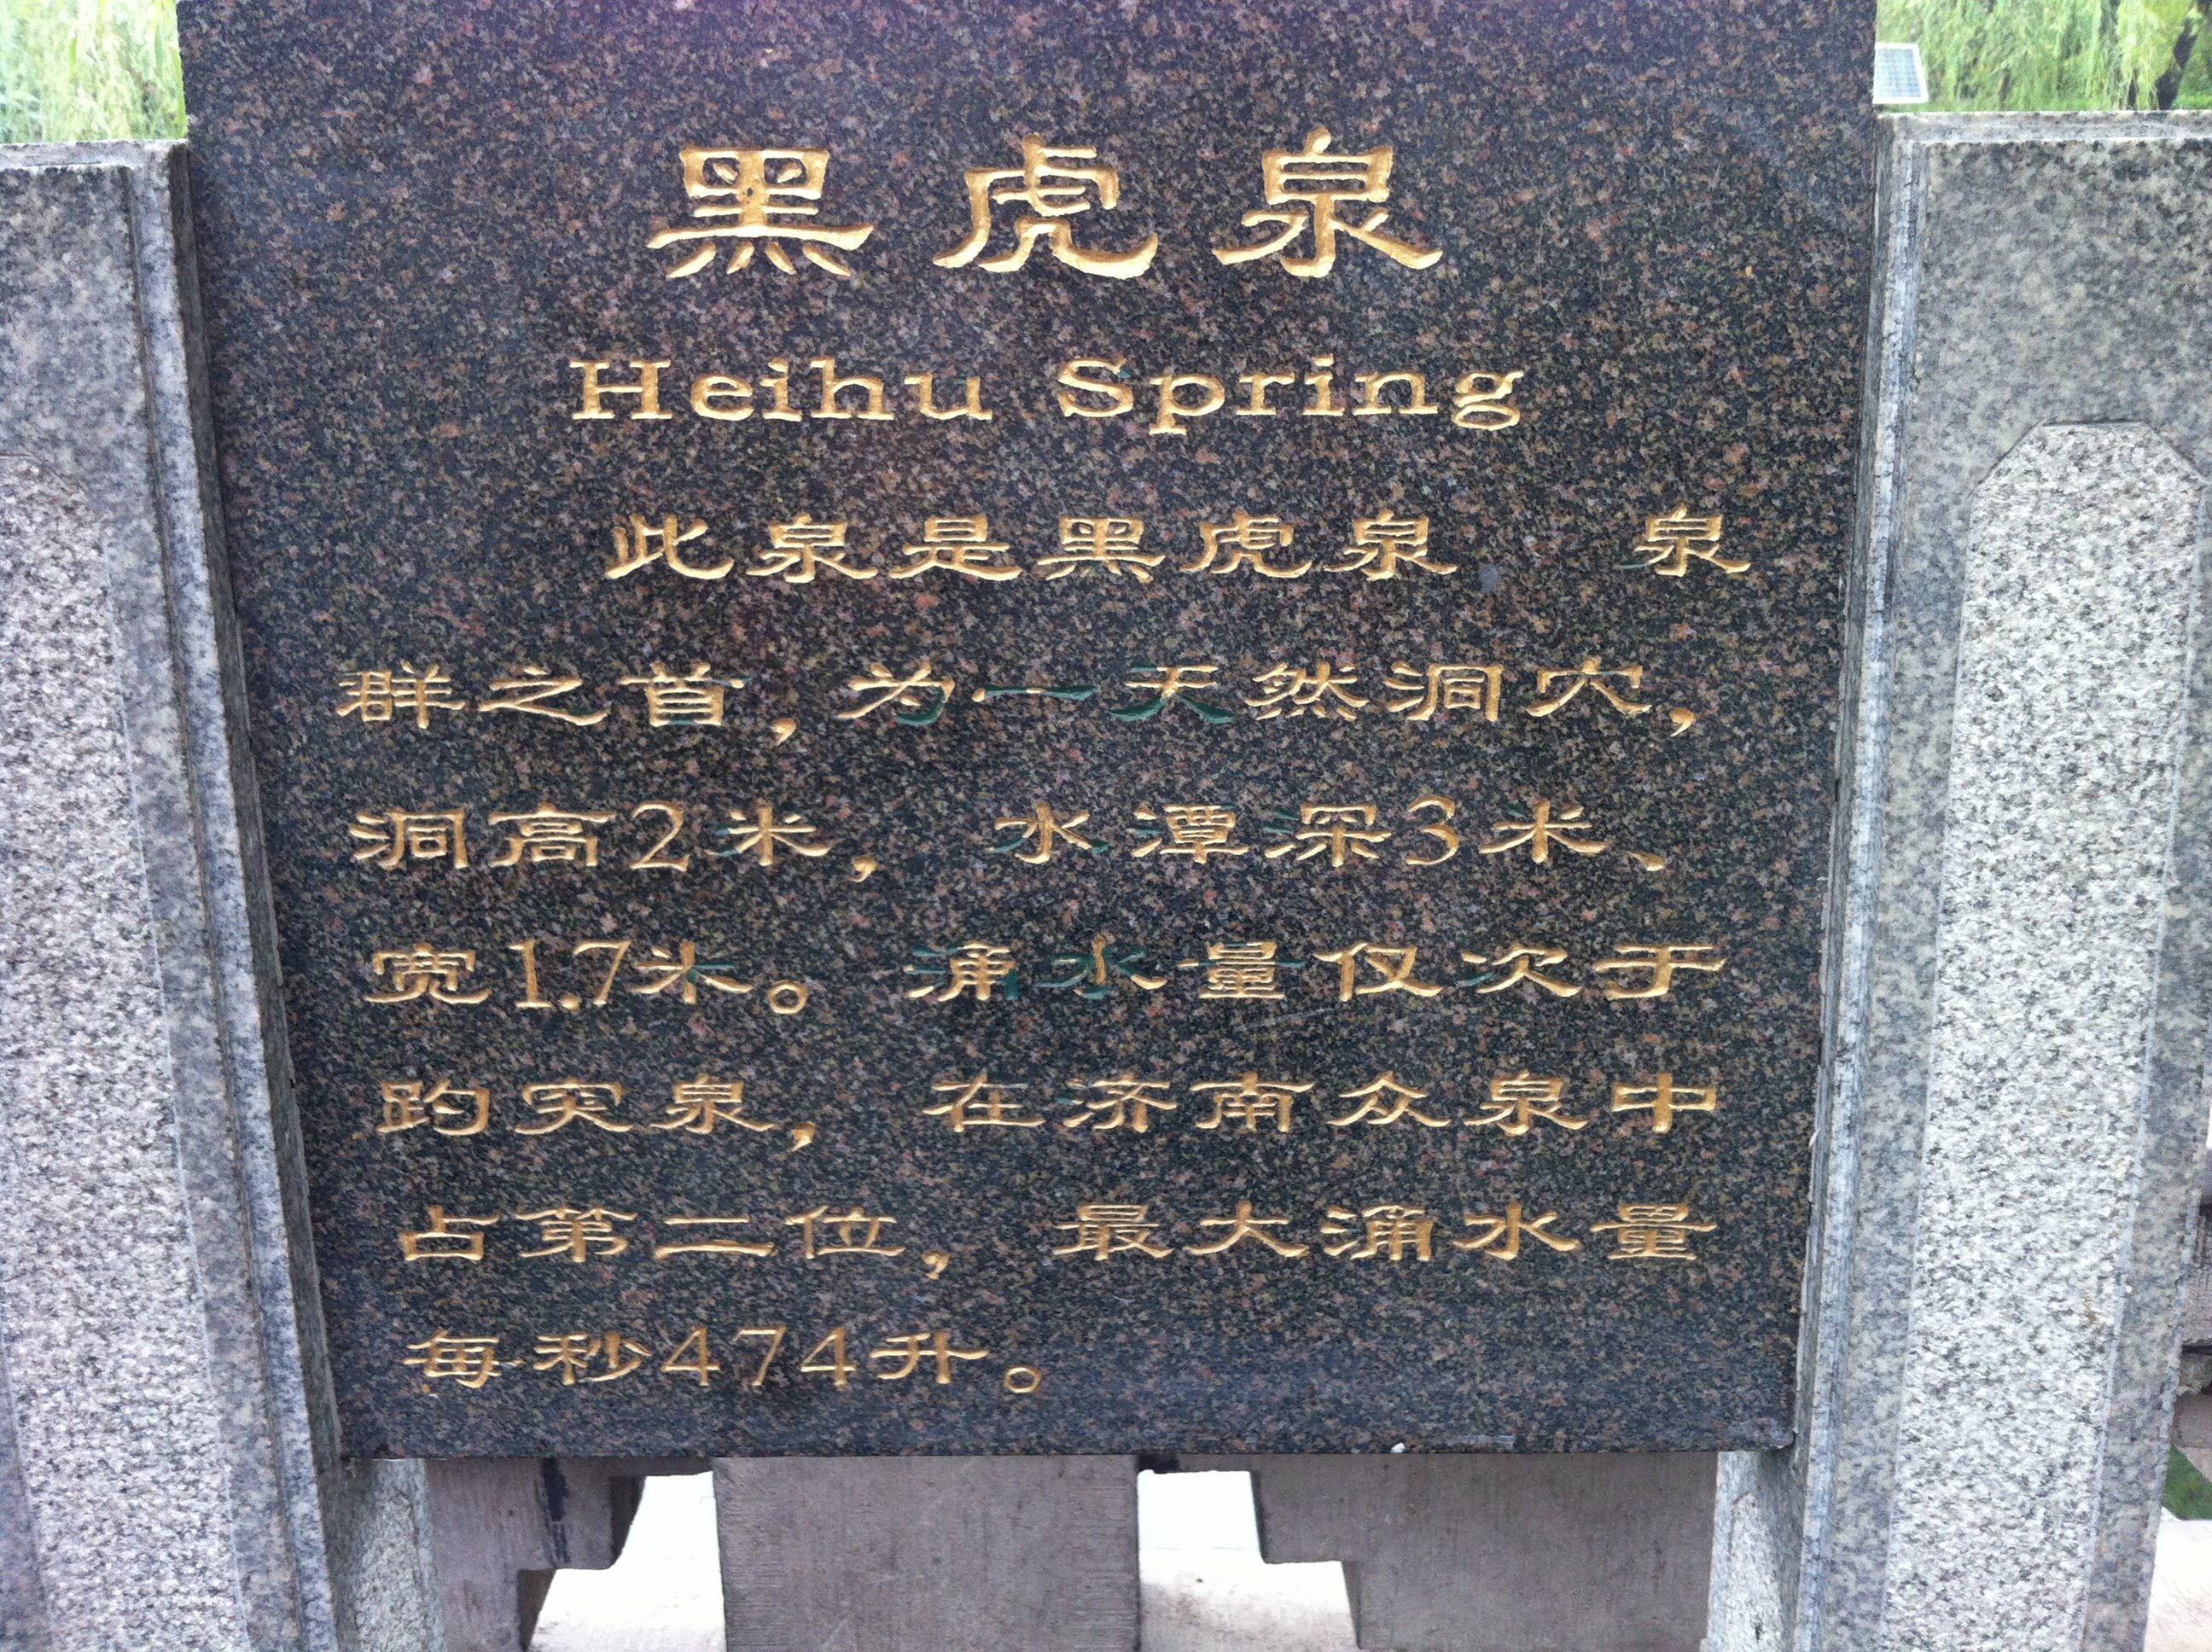 黑虎泉
Heihu Spring
此泉是黑虎泉 泉
群之首,为一天然洞穴,
洞高2米, 水潭深3米、
宽1.7米。涌水量仅次于
趵突泉, 在济南众泉中
占第二位, 最大涌水量
每秒474升。